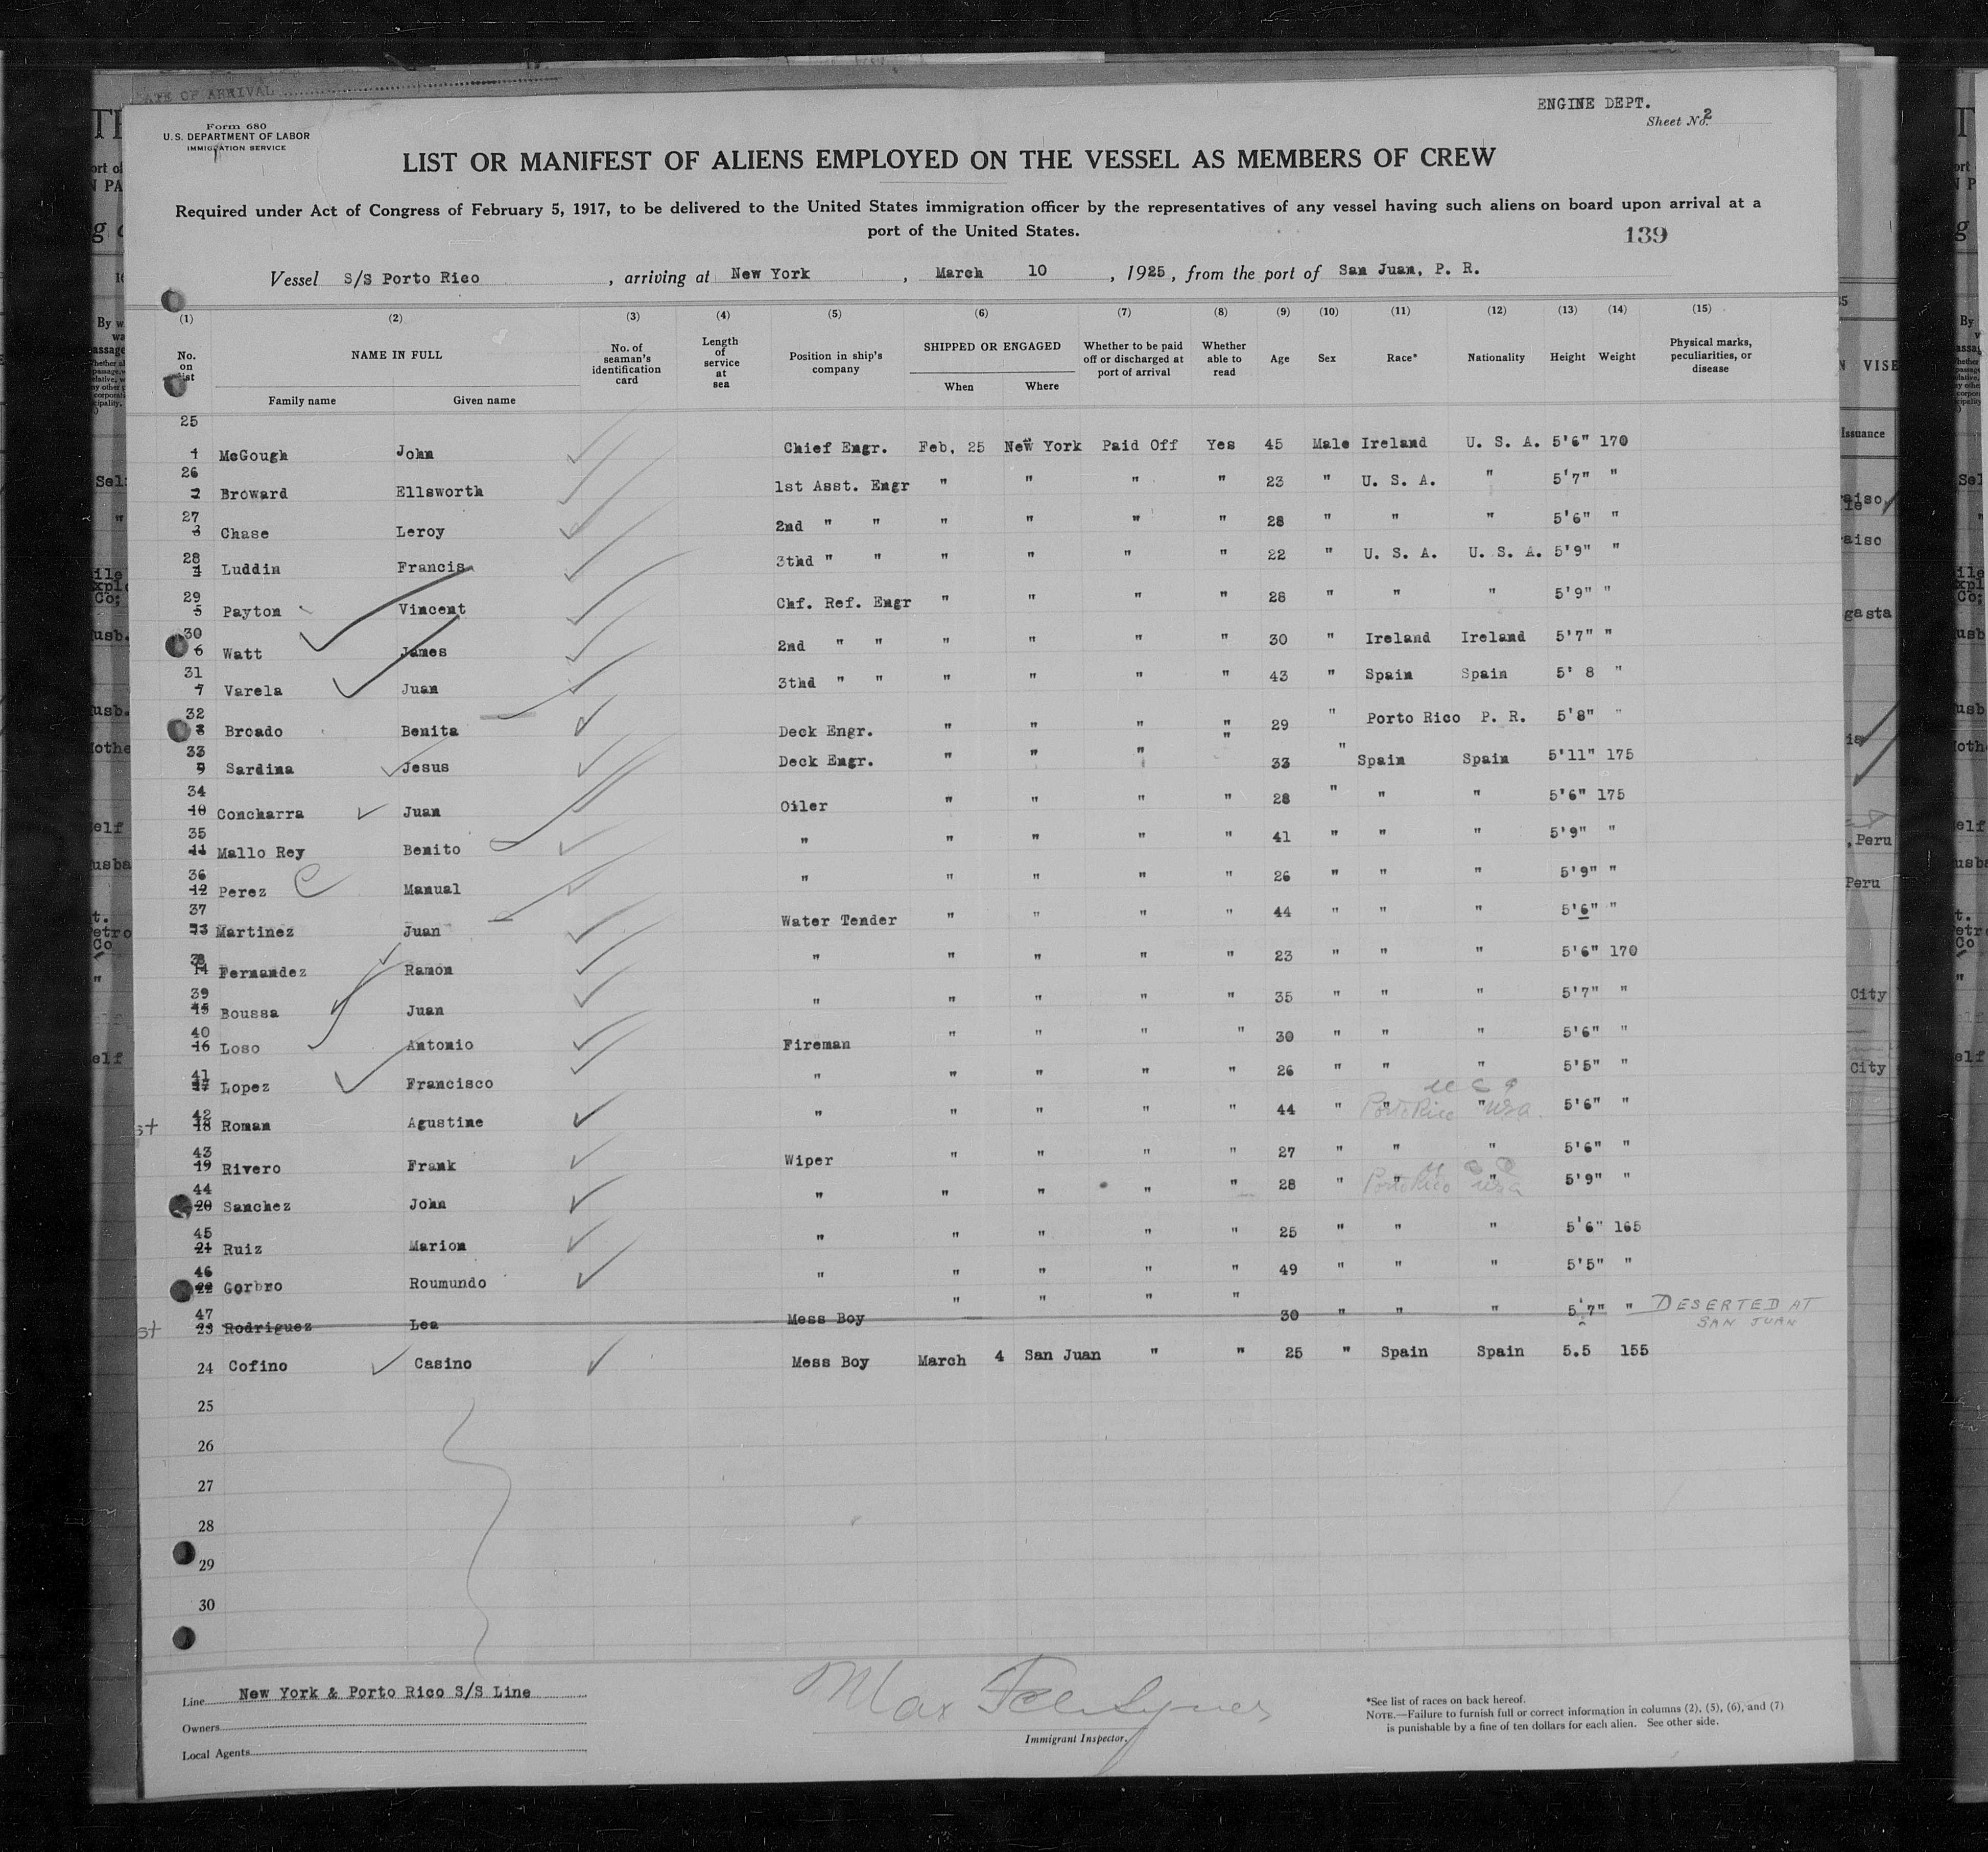 ENGINE DEPT.
Sheet No. 2
Form 680
U.S. DEPARTMENT OF LABOR
IMMIGRATION SERVICE
LIST OR MANIFEST OF ALIENS EMPLOYED ON THE VESSEL AS MEMBERS OF CREW
Required under Act of Congress of February 5, 1917, to be delivered to the United States immigration officer by the representatives of any vessel having such aliens on board upon arrival at a
port of the United States.
139
Vessel S/S Porto Rico , arriving at New York , March 10 , 1925, from the port of San Juan, P. R.
(1) (2) (3) (4) (5) (6) (7) (8) (9) (10) (11) (12) (13) (14) (15)
No. on list NAME IN FULL Family name Given name No. of seaman's identification card Length of service at sea Position in ship's company SHIPPED OR ENGAGED When Where Whether to be paid off or discharged at port of arrival Whether able to read Age Sex Race* Nationality Height Weight Physical marks, peculiarities, or disease
25
1 McGough John Chief Engr. Feb. 25 New York Paid Off Yes 45 Male Ireland U. S. A. 5'6" 170
26
2 Broward Ellsworth 1st Asst. Engr " " " " 23 " U. S. A. " 5'7" "
27
3 Chase Leroy 2nd " " " " " " 28 " " " 5'6" "
28
4 Luddin Francis 3thd " " " " " " 22 " U. S. A. U. S. A. 5'9" "
29
5 Payton Vincent Chf. Ref. Engr " " " " 28 " " " 5'9" "
30
6 Watt James 2nd " " " " " " 30 " Ireland Ireland 5'7" "
31
7 Varela Juan 3thd " " " " " " 43 " Spain Spain 5' 8 "
32
8 Broado Benita Deck Engr. " " " " 29 " Porto Rico P. R. 5'8" "
33
9 Sardina Jesus Deck Engr. " " " " 33 " Spain Spain 5'11" 175
34
10 Concharra Juan Oiler " " " " 28 " " " 5'6" 175
35
11 Mallo Rey Benito " " " " " 41 " " " 5'9" "
36
12 Perez Manual " " " " " 26 " " " 5'9" "
37
13 Martinez Juan Water Tender " " " " 44 " " " 5'6" "
38
14 Fernandez Ramon " " " " " 23 " " " 5'6" 170
39
15 Boussa Juan " " " " " 35 " " " 5'7" "
40
16 Loso Antonio Fireman " " " " 30 " " " 5'6" "
41
17 Lopez Francisco " " " " " 26 " " " 5'5" "
U S A
42
st 18 Roman Agustine " " " " " 44 " " Porto Rico " USA. 5'6" "
43
19 Rivero Frank Wiper " " " " 27 " " " 5'6" "
U S A
44
20 Sanchez John " " " " " 28 " " Porto Rico " USA 5'9" "
45
21 Ruiz Marion " " " " " 25 " " " 5'6" 165
46
22 Gorbro Roumundo " " " " " 49 " " " 5'5" "
47
st 23 Rodriguez Lea Mess Boy " " " " 30 " " " 5'7" " DESERTED AT
SAN JUAN
24 Cofino Casino Mess Boy March 4 San Juan " " 25 " Spain Spain 5.5 155
25
26
27
28
29
30
Line New York & Porto Rico S/S Line
Owners
Local Agents
Max
Immigrant Inspector.
*See list of races on back hereof.
NOTE.—Failure to furnish full or correct information in columns (2), (5), (6), and (7)
is punishable by a fine of ten dollars for each alien. See other side.